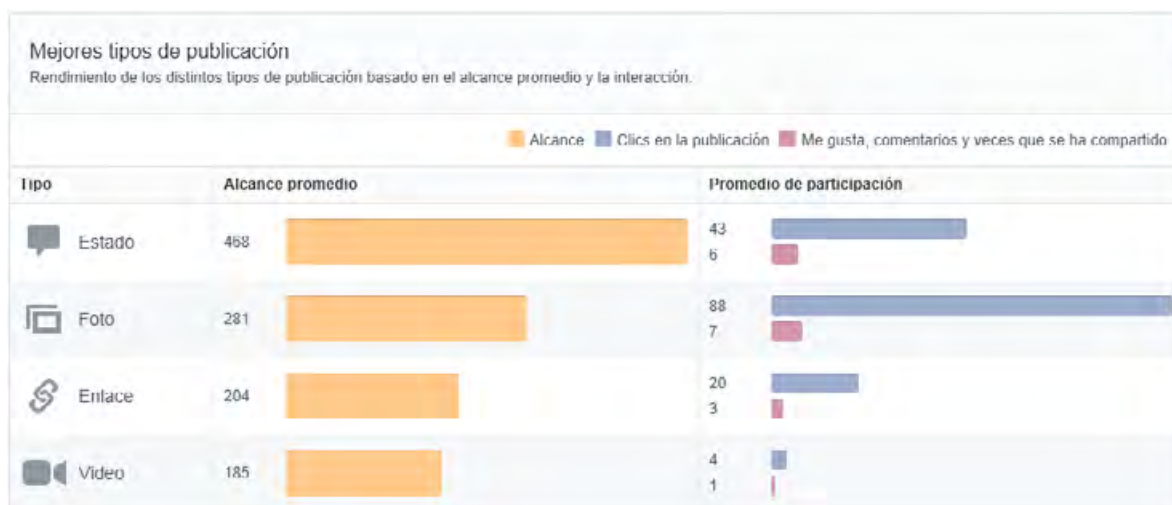 Mejores tipos de publicación
Rendimiento de los distintos tipos de publicación basado en el alcance promedio y la interacción.
Alcance Clics en la publicación Me gusta, comentarios y veces que se ha compartido
Tipo Alcance promedio Promedio de participación
Estado 468 43
6
Foto 281 88
7
Enlace 204 20
3
Video 185 4
1